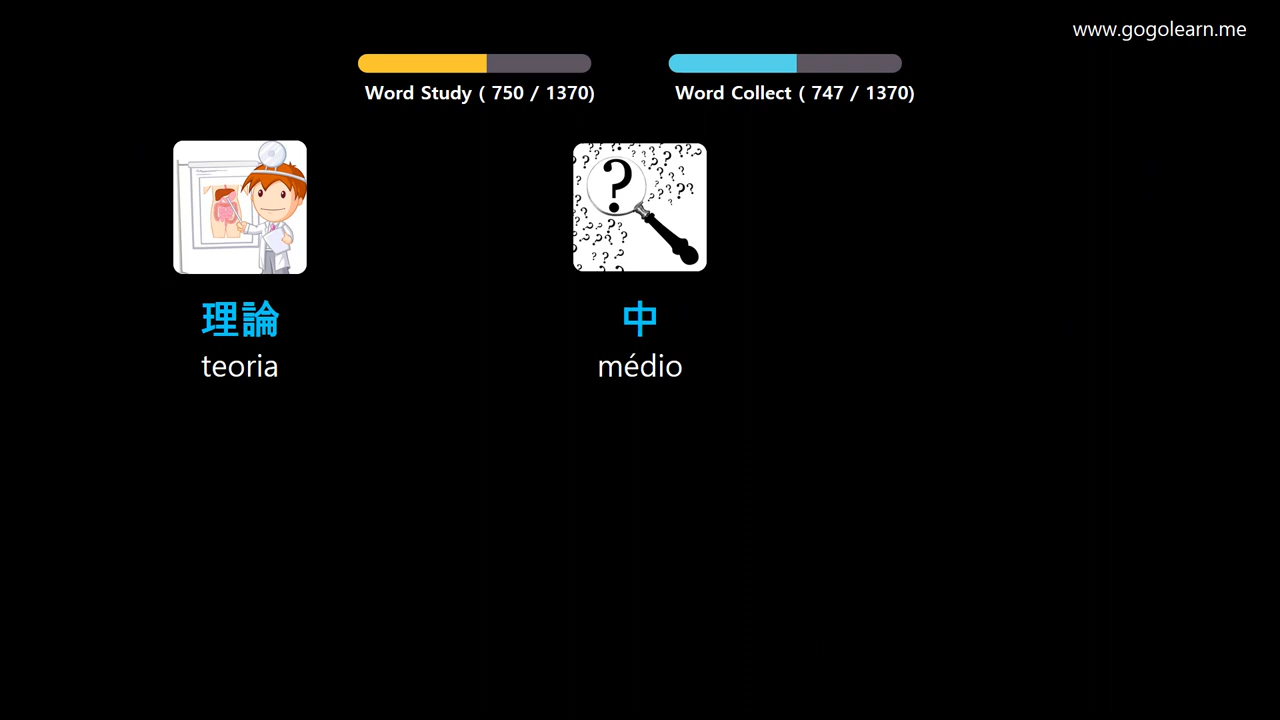 www.gogolearn.me
Word Study ( 750 / 1370)
Word Collect ( 747 / 1370)
理論
teoria
中
médio